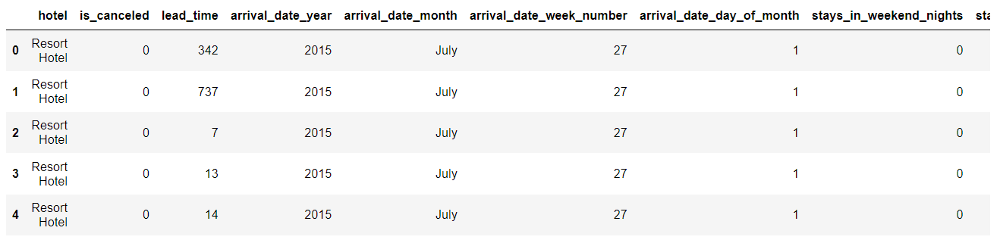 hotel is_canceled lead_time arrival_date_year arrival_date_month arrival_date_week_number arrival_date_day_of_month stays_in_weekend_nights sta
0 Resort Hotel 0 342 2015 July 27 1 0
1 Resort Hotel 0 737 2015 July 27 1 0
2 Resort Hotel 0 7 2015 July 27 1 0
3 Resort Hotel 0 13 2015 July 27 1 0
4 Resort Hotel 0 14 2015 July 27 1 0